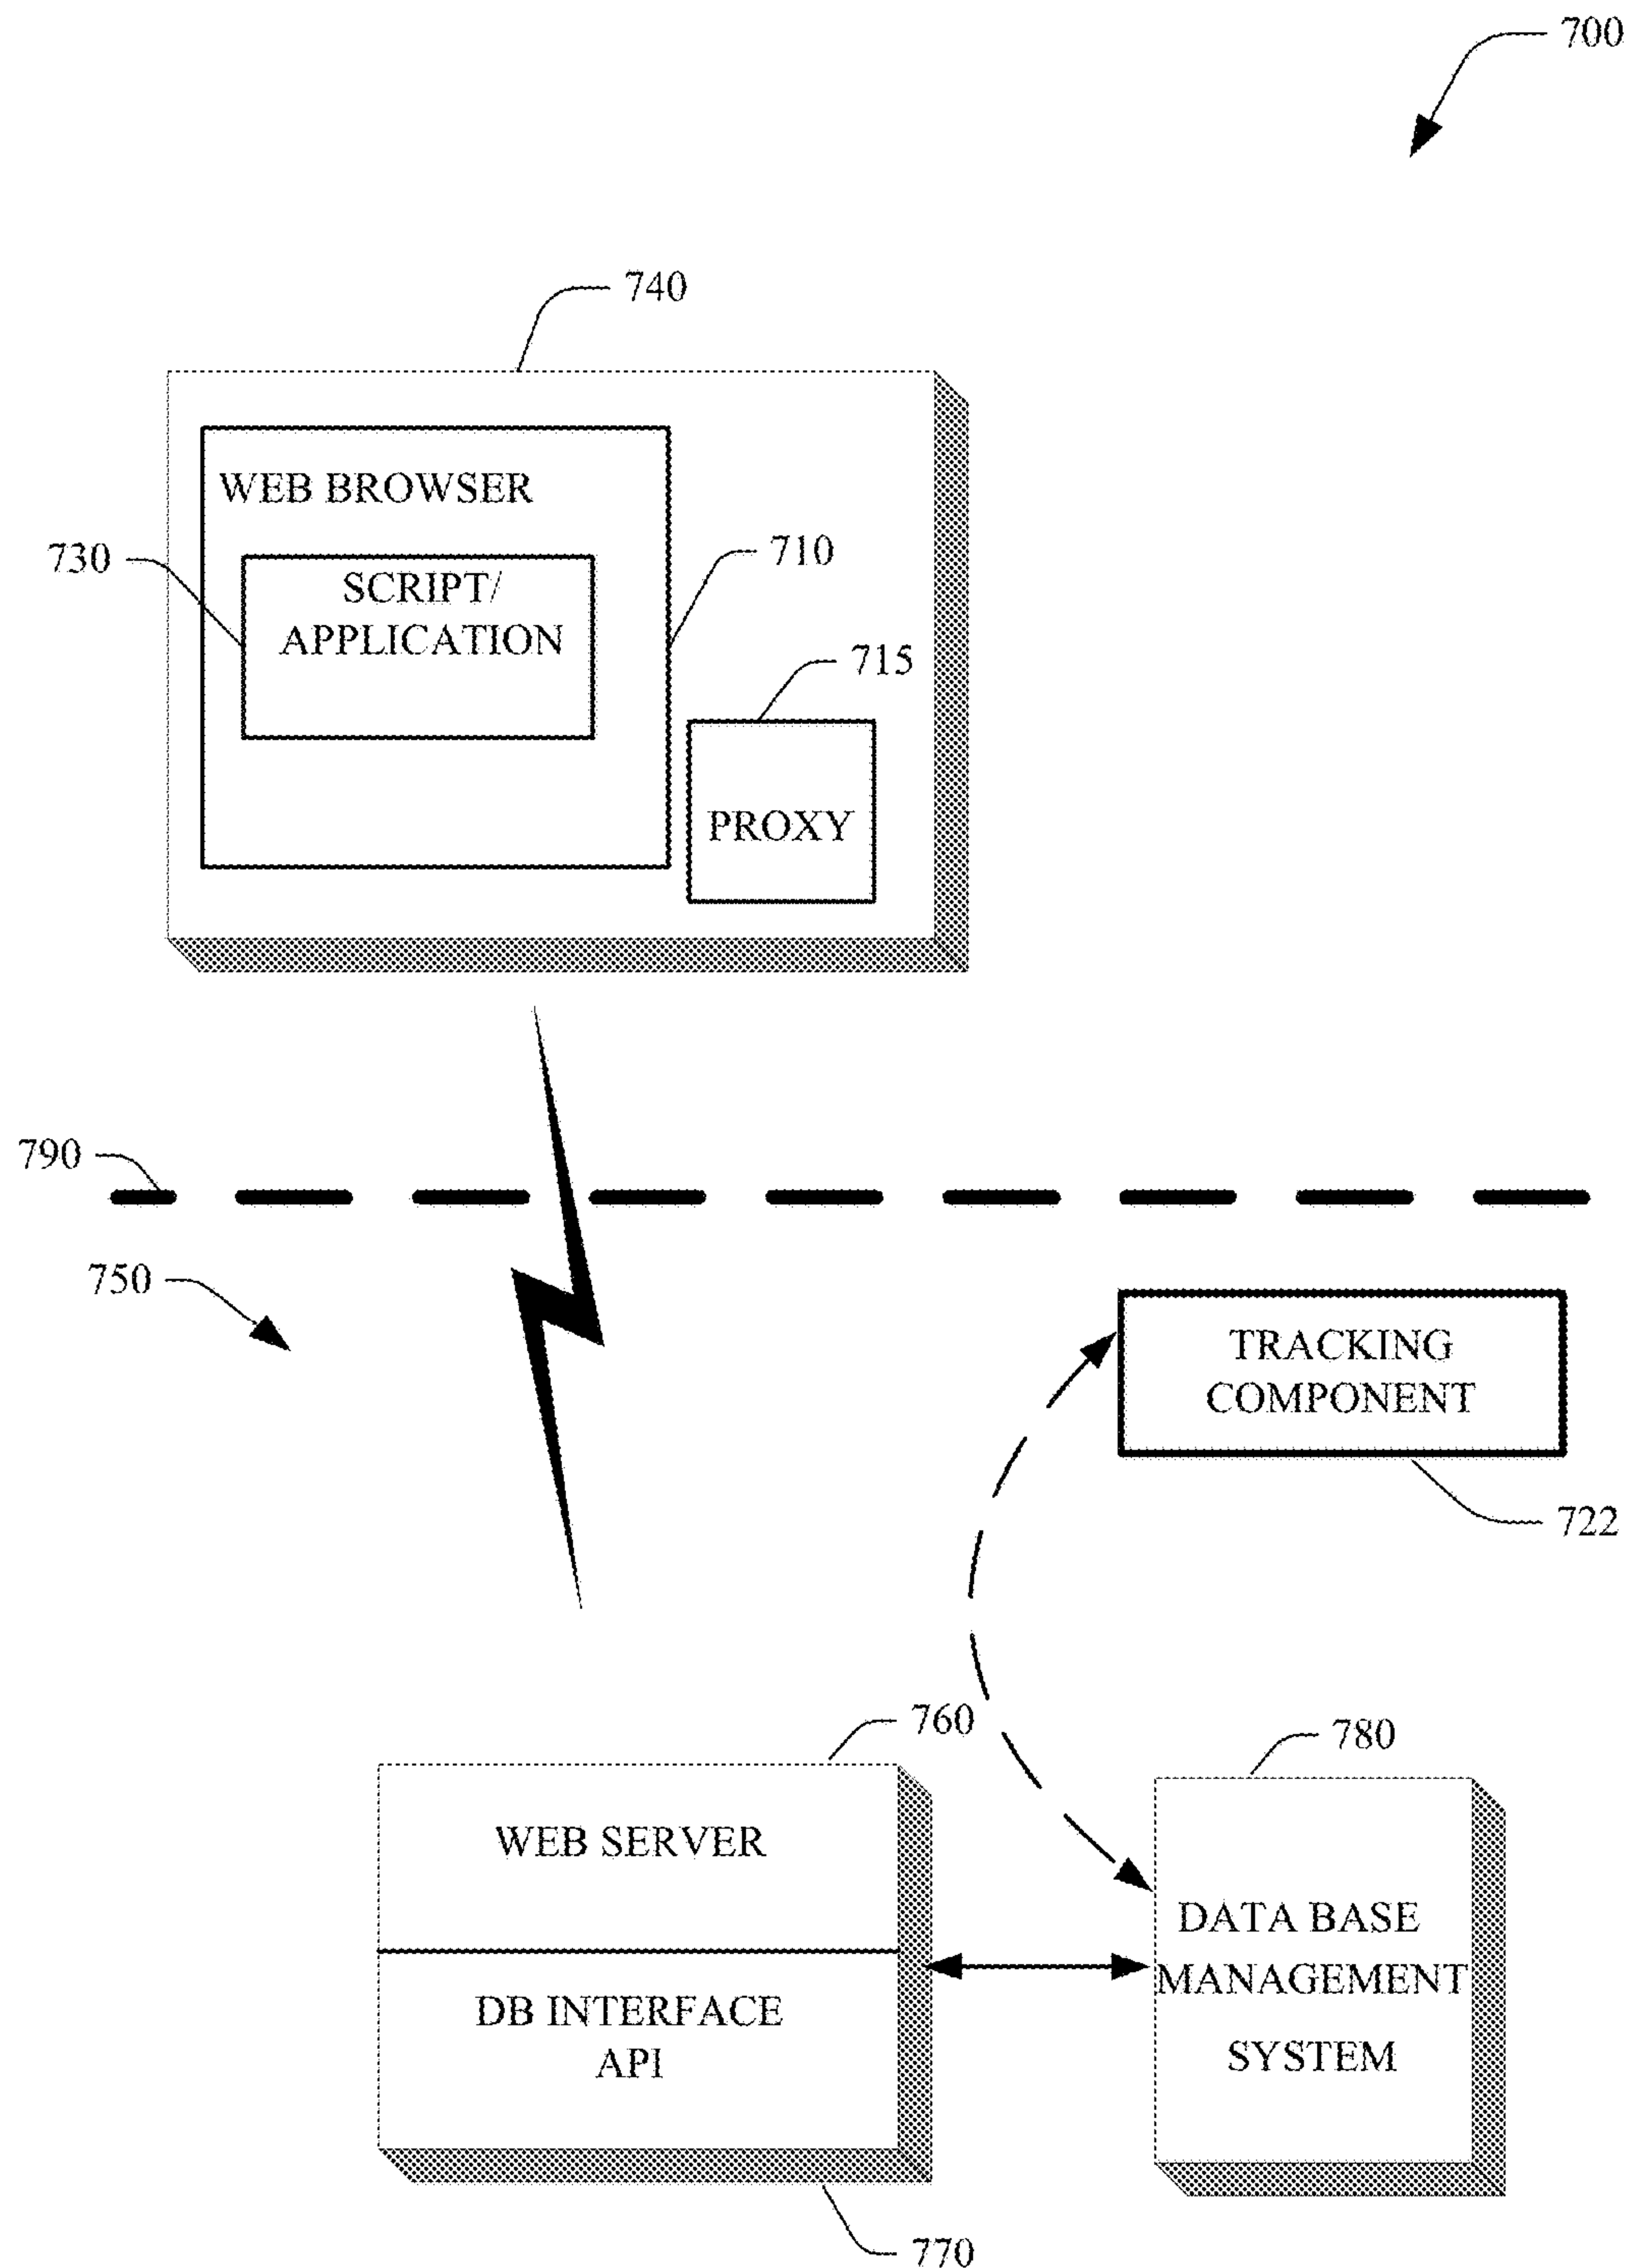 700
740
WEB BROWSER
730
SCRIPT/
APPLICATION
710
715
PROXY
790
750
TRACKING
COMPONENT
722
760
780
WEB SERVER
DATA BASE
MANAGEMENT
SYSTEM
DB INTERFACE
API
770